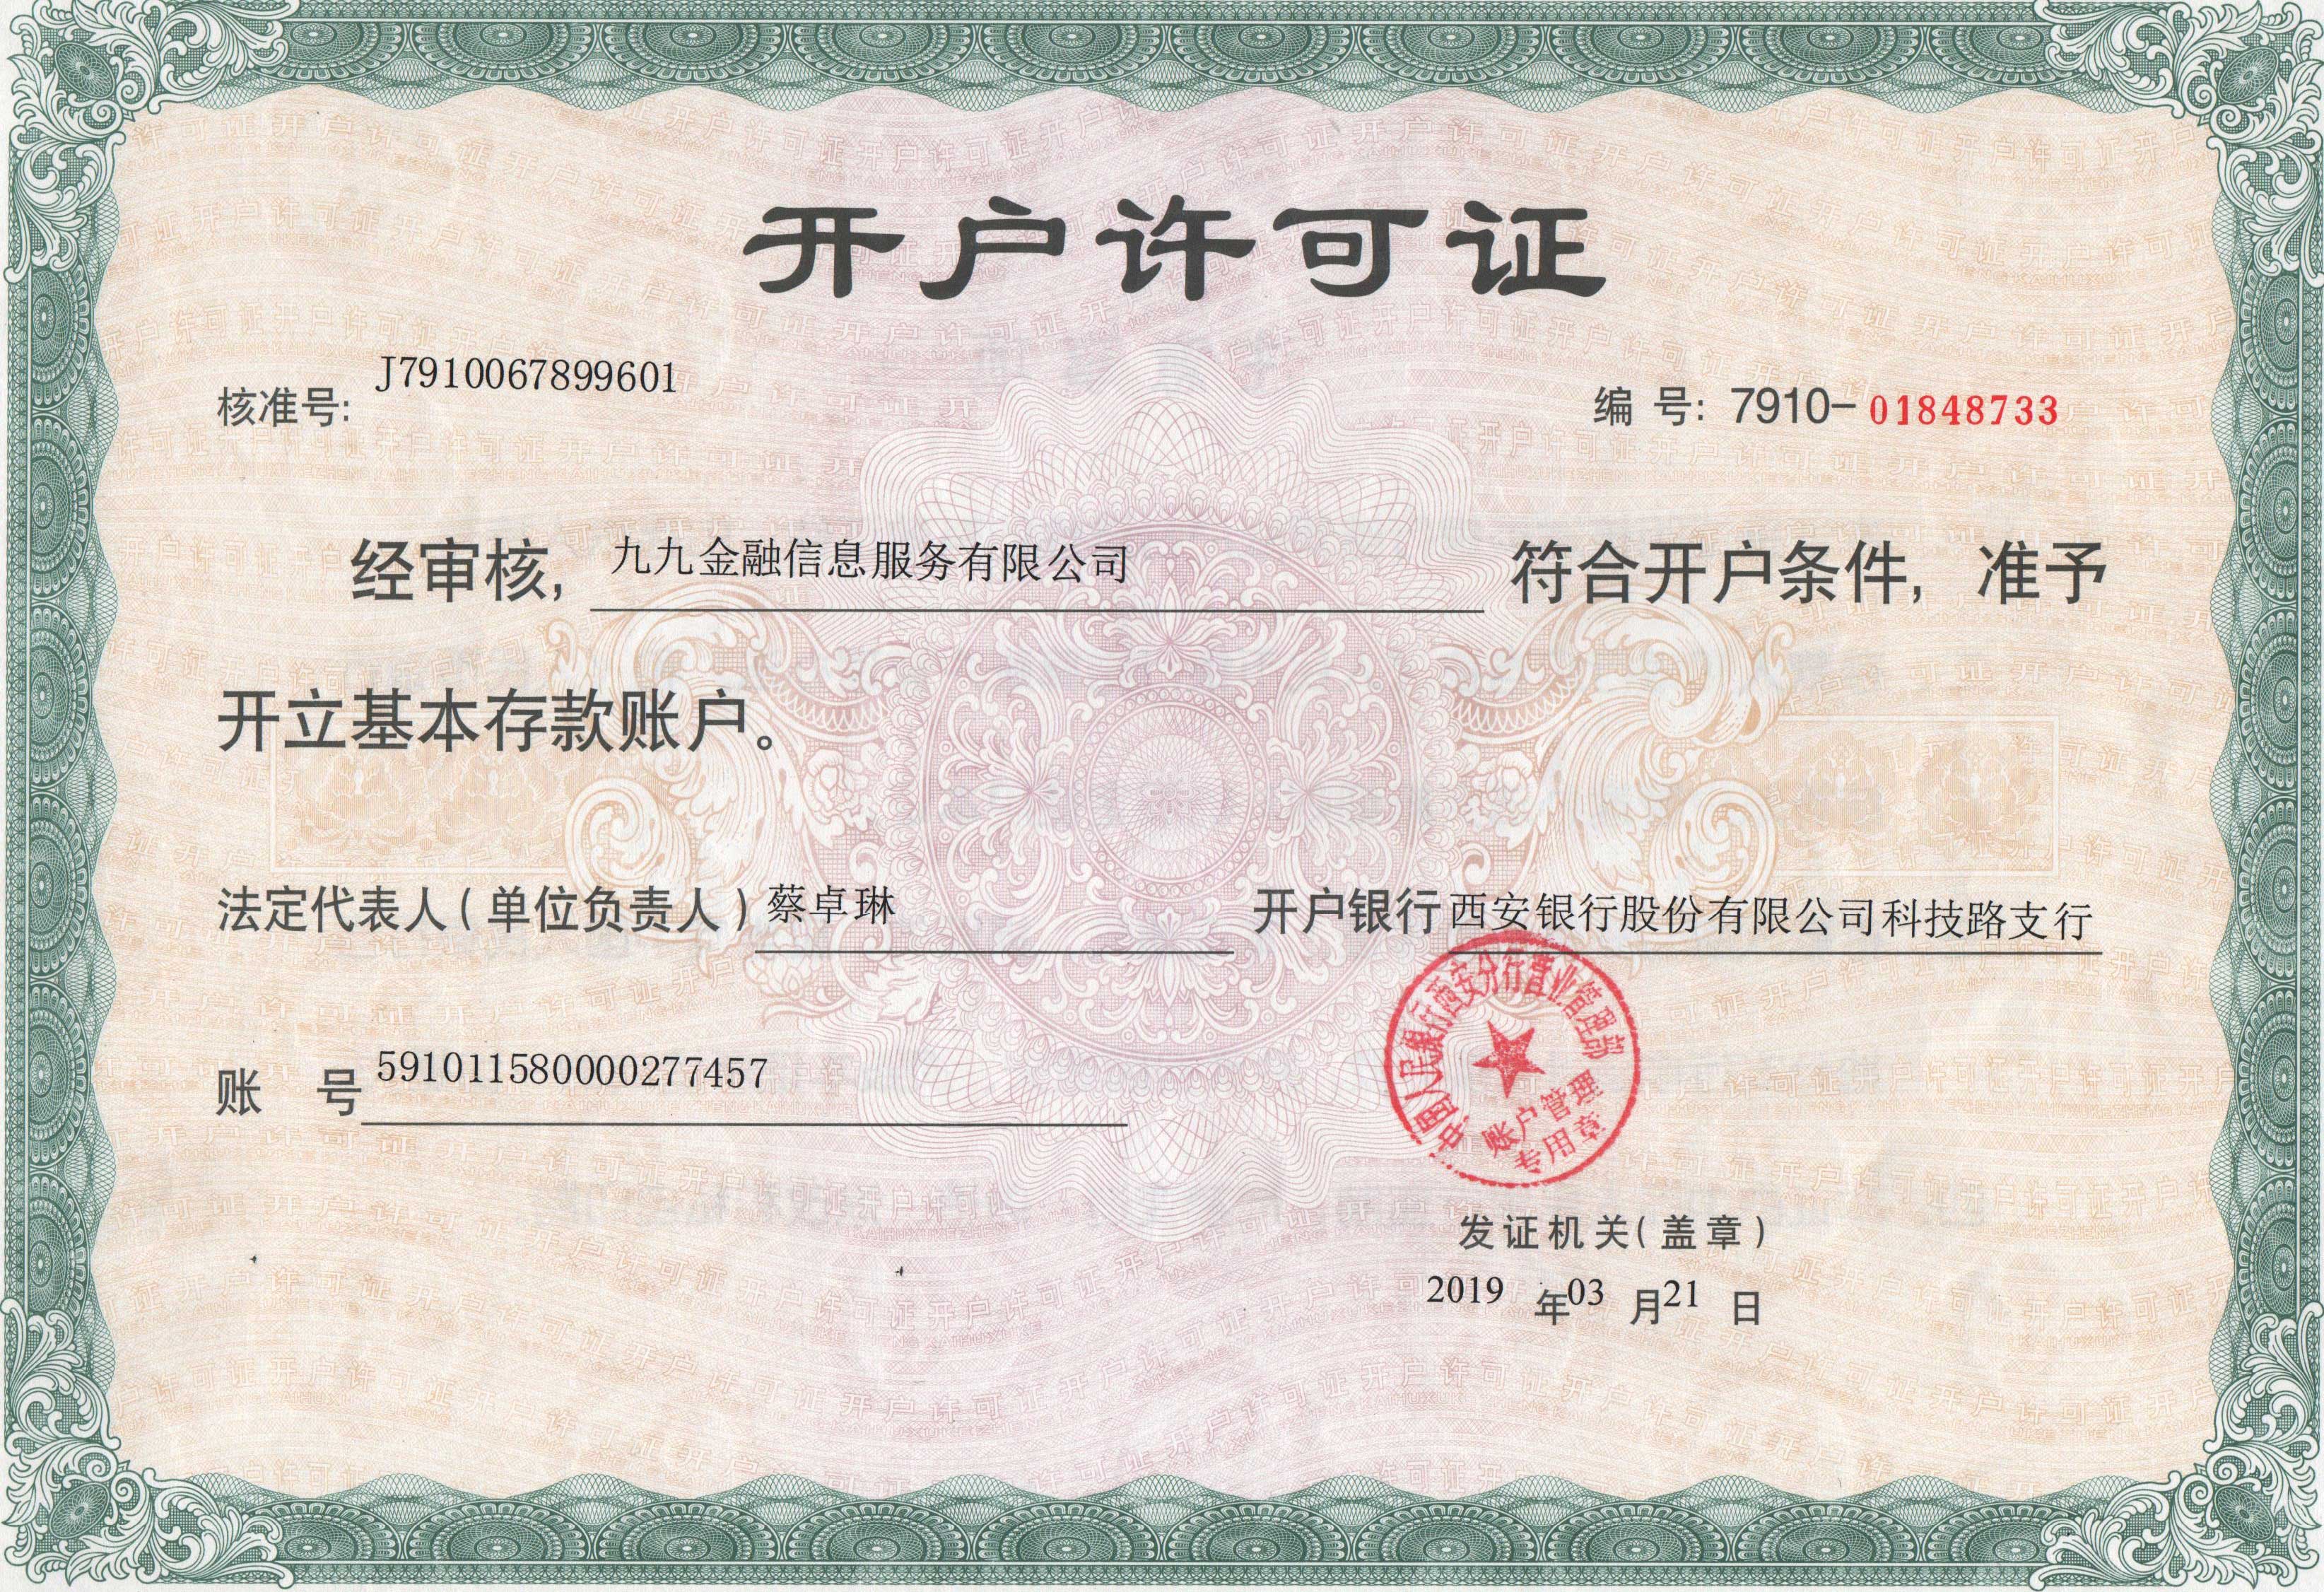 开户许可证
核准号: J7910067899601
编 号: 7910-01848733
经审核, 九九金融信息服务有限公司 符合开户条件, 准予
开立基本存款账户。
法定代表人(单位负责人) 蔡卓琳 开户银行 西安银行股份有限公司科技路支行
账 号 591011580000277457
中国人民银行西安分行营业管理部
账户管理
专用章
发证机关(盖章)
2019 年 03 月 21 日